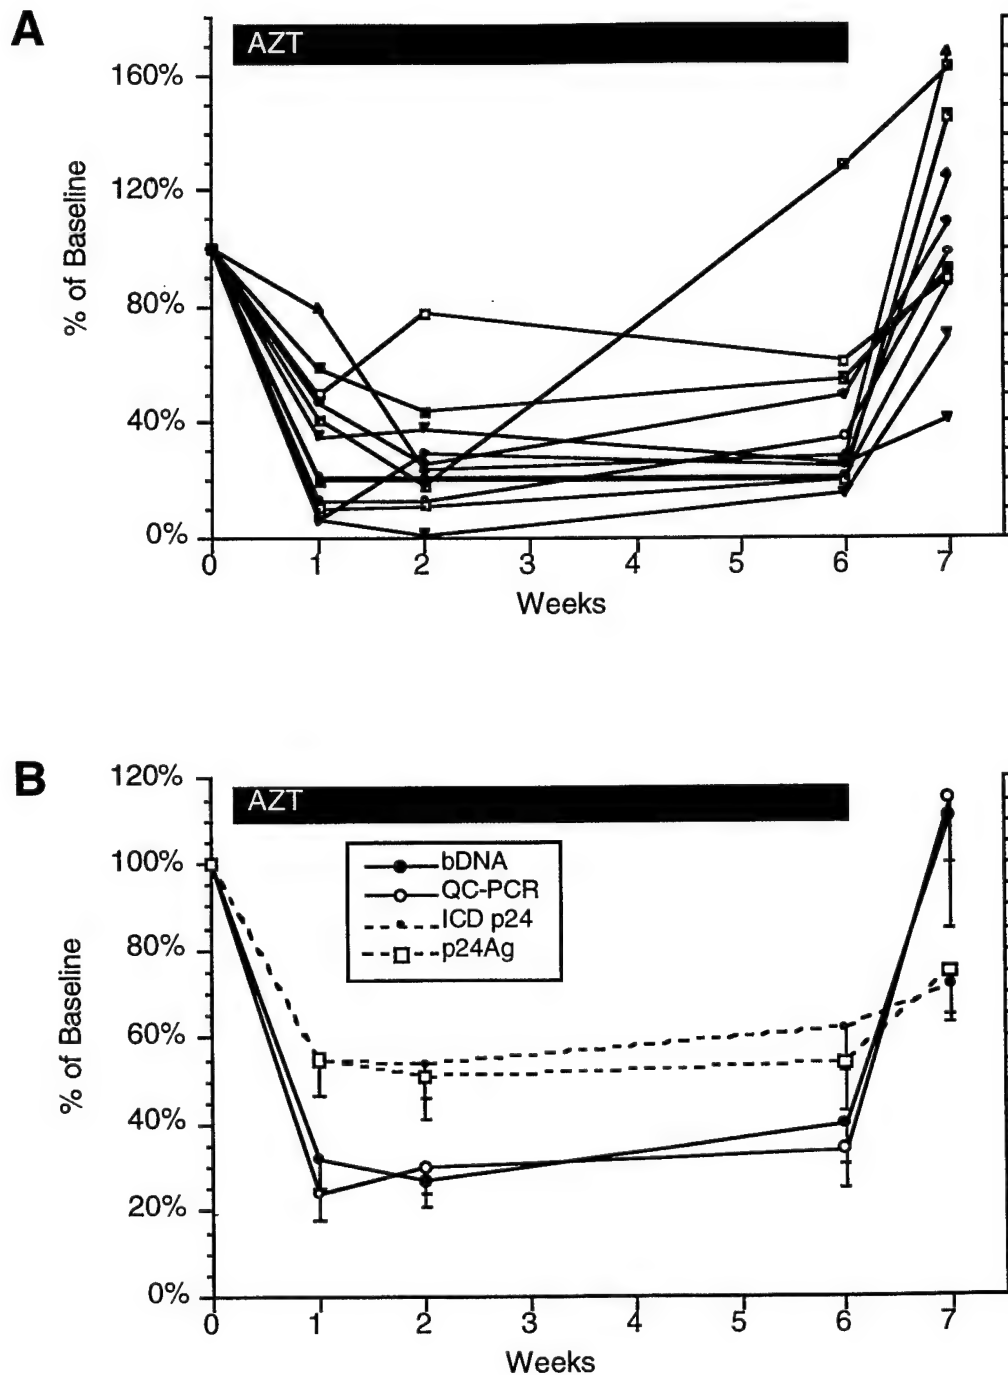 A
AZT
160%
120%
80%
40%
0%
% of Baseline
0 1 2 3 4 5 6 7
Weeks
B
120%
100%
80%
60%
40%
20%
0%
% of Baseline
AZT
bDNA
QC-PCR
ICD p24
p24Ag
0 1 2 3 4 5 6 7
Weeks